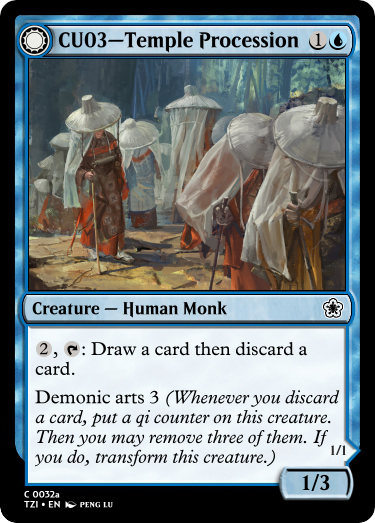 CU03—Temple Procession 1
Creature — Human Monk
2, : Draw a card then discard a
card.
Demonic arts 3 (Whenever you discard
a card, put a qi counter on this creature.
Then you may remove three of them. If
you do, transform this creature.)
1/1
1/3
C 0032a
TZI • EN PENG LU